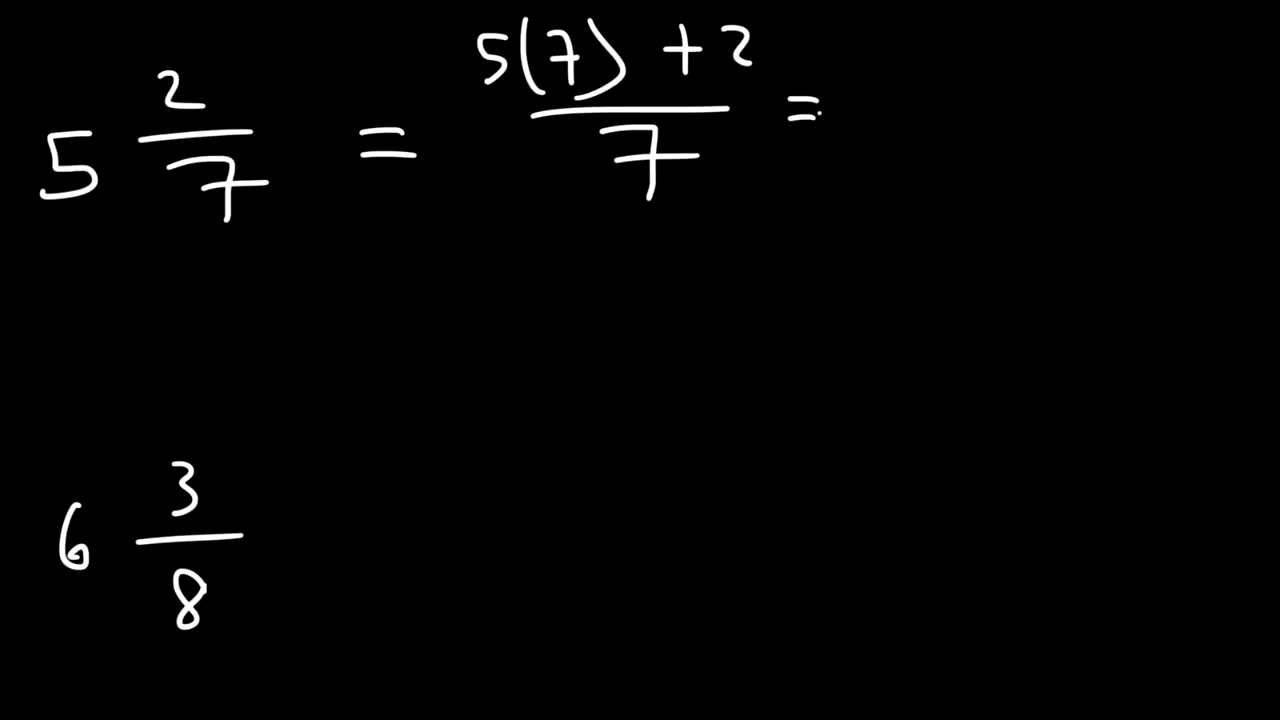 5 2/7 = 5(7) + 2/7 =
6 3/8